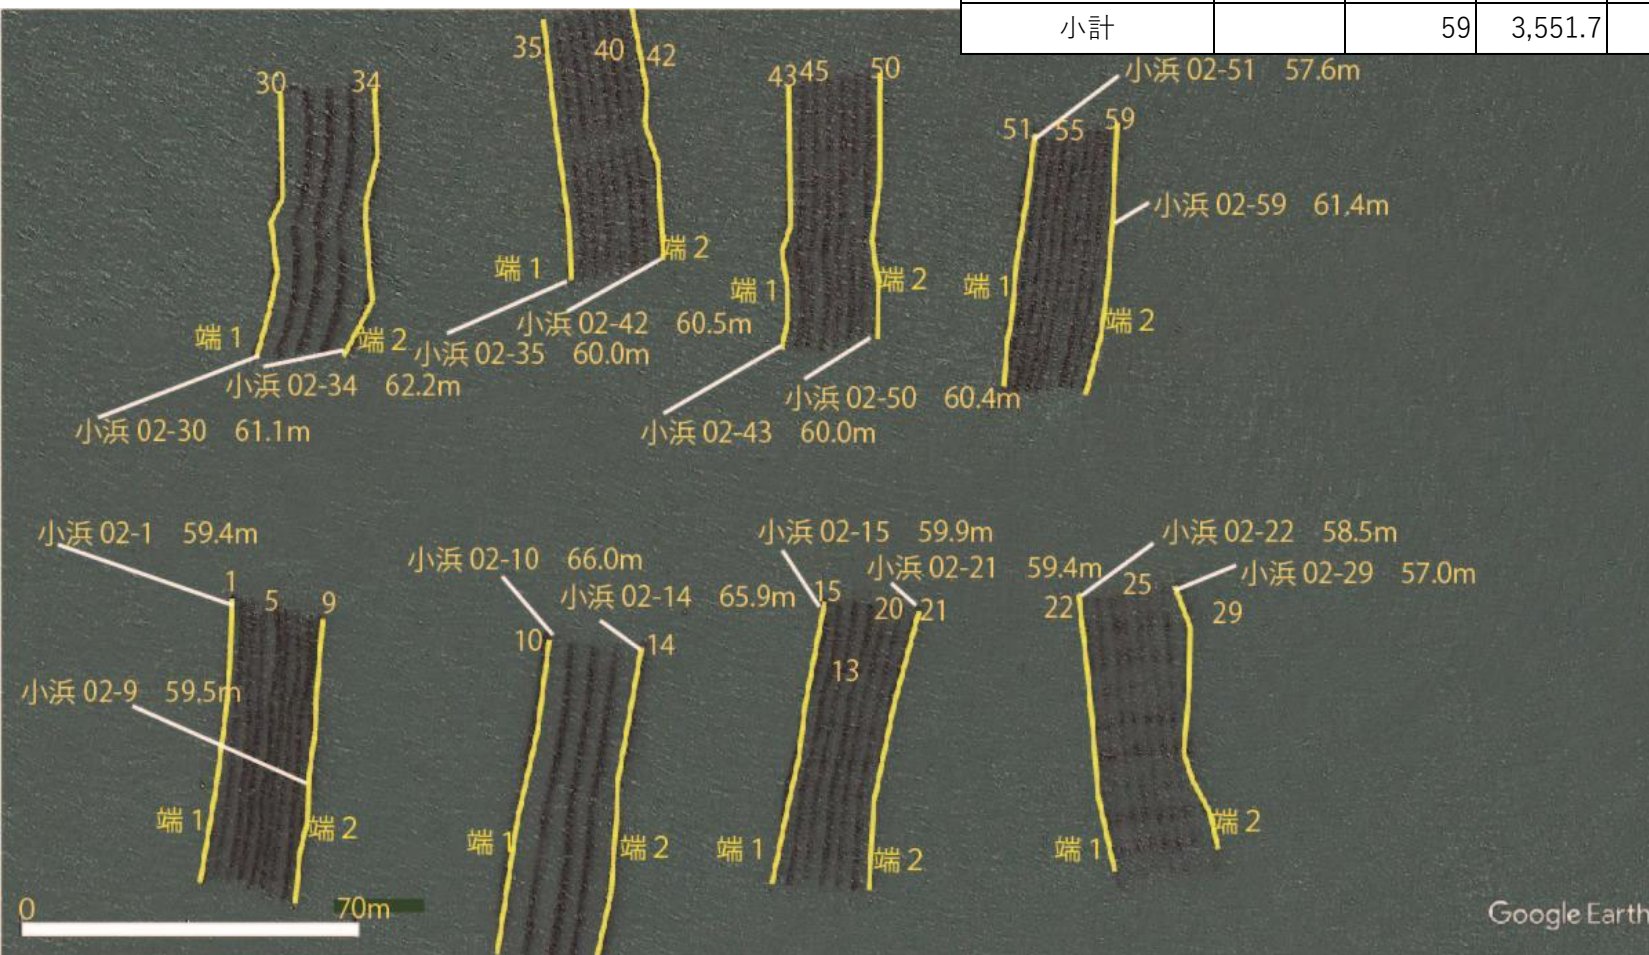 小計 59 3,551.7
30 34
35 40 42
43 45 50
小浜 02-51 57.6m
51 55 59
小浜 02-59 61.4m
端 1 端 2
端 1 端 2
端 1 端 2
端 1 端 2
小浜 02-42 60.5m
小浜 02-35 60.0m
小浜 02-34 62.2m
小浜 02-30 61.1m
小浜 02-50 60.4m
小浜 02-43 60.0m
小浜 02-1 59.4m
小浜 02-10 66.0m
小浜 02-14 65.9m
小浜 02-15 59.9m
小浜 02-21 59.4m
小浜 02-22 58.5m
小浜 02-29 57.0m
1 5 9
10 14
15 20 21
13
22 25 29
小浜 02-9 59.5m
端 1 端 2
端 1 端 2
端 1 端 2
端 1 端 2
0 70m
Google Earth